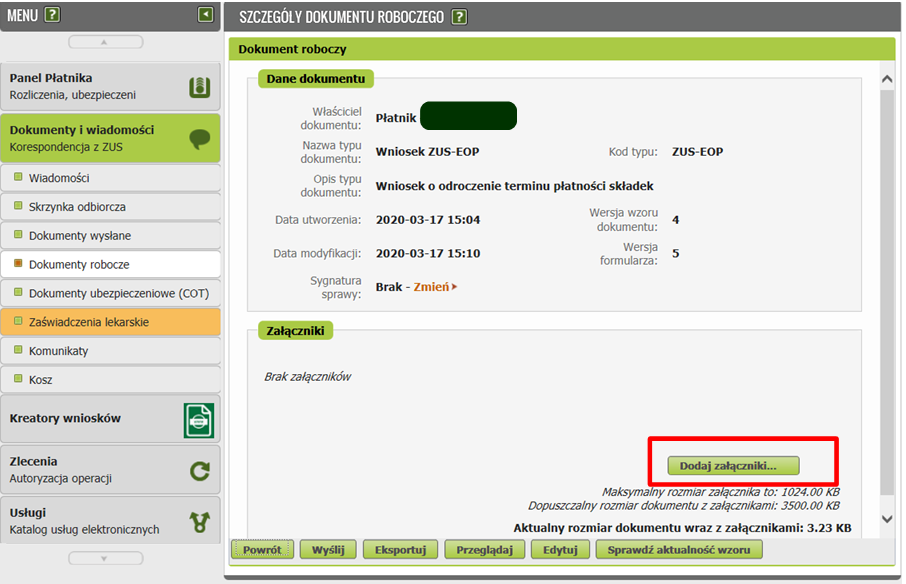 MENU ?
Panel Płatnika
Rozliczenia, ubezpieczeni
Dokumenty i wiadomości
Korespondencja z ZUS
Wiadomości
Skrzynka odbiorcza
Dokumenty wysłane
Dokumenty robocze
Dokumenty ubezpieczeniowe (COT)
Zaświadczenia lekarskie
Komunikaty
Kosz
Kreatory wniosków
Zlecenia
Autoryzacja operacji
Usługi
Katalog usług elektronicznych
SZCZEGÓŁY DOKUMENTU ROBOCZEGO ?
Dokument roboczy
Dane dokumentu
Właściciel
dokumentu: Płatnik
Nazwa typu
dokumentu: Wniosek ZUS-EOP Kod typu: ZUS-EOP
Opis typu
dokumentu: Wniosek o odroczenie terminu płatności składek
Data utworzenia: 2020-03-17 15:04 Wersja wzoru
dokumentu: 4
Data modyfikacji: 2020-03-17 15:10 Wersja
formularza: 5
Sygnatura
sprawy: Brak - Zmień
Załączniki
Brak załączników
Dodaj załączniki...
Maksymalny rozmiar załącznika to: 1024.00 KB
Dopuszczalny rozmiar dokumentu z załącznikami: 3500.00 KB
Aktualny rozmiar dokumentu wraz z załącznikami: 3.23 KB
Powrót Wyślij Eksportuj Przeglądaj Edytuj Sprawdź aktualność wzoru